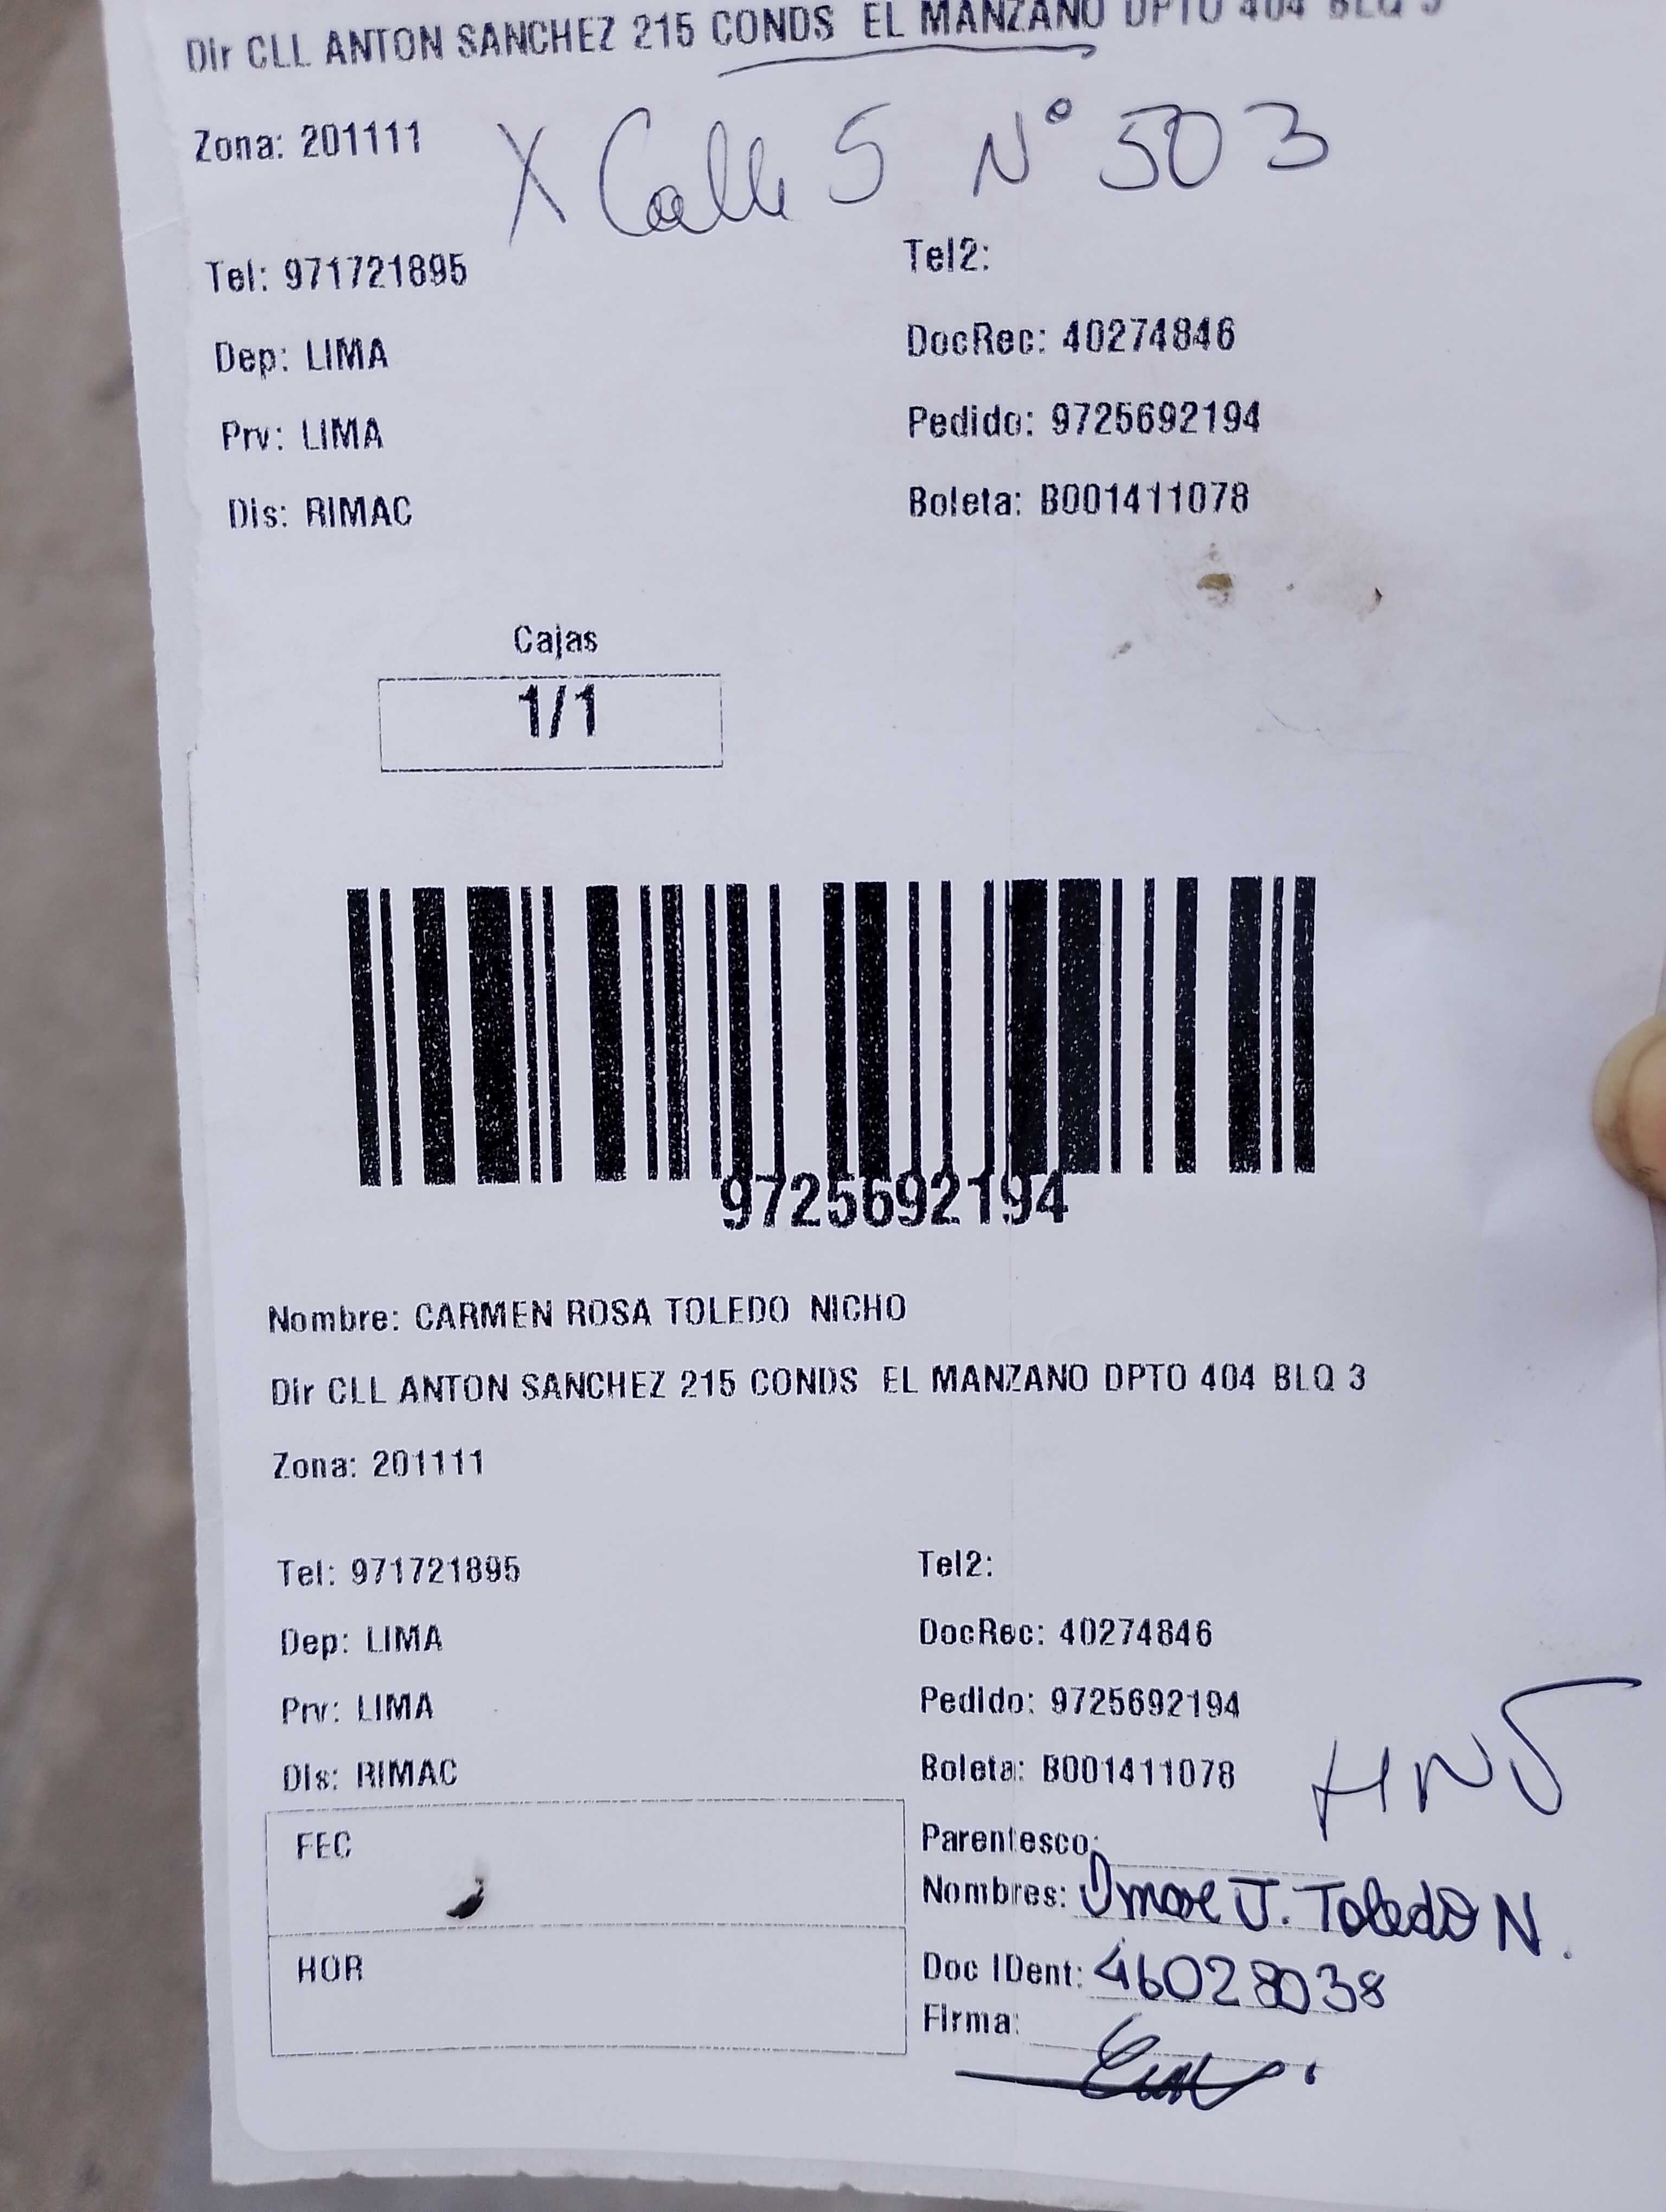 Dir CLL ANTON SANCHEZ 215 CONDS EL MANZANO DPTO 404 BLQ 3
Zona: 201111
X Calle 5 N° 503
Tel: 971721895
Tel2:
Dep: LIMA
DocRec: 40274846
Prv: LIMA
Pedido: 9725692194
Dis: RIMAC
Boleta: B001411078
Cajas
1/1
9725692194
Nombre: CARMEN ROSA TOLEDO NICHO
Dir CLL ANTON SANCHEZ 215 CONDS EL MANZANO DPTO 404 BLQ 3
Zona: 201111
Tel: 971721895
Tel2:
Dep: LIMA
DocRec: 40274846
Prv: LIMA
Pedido: 9725692194
Dis: RIMAC
Boleta: B001411078
FEC
Parentesco:
Nombres: Omar J. Toledo N.
HOR
Doc IDent: 46028038
Firma: